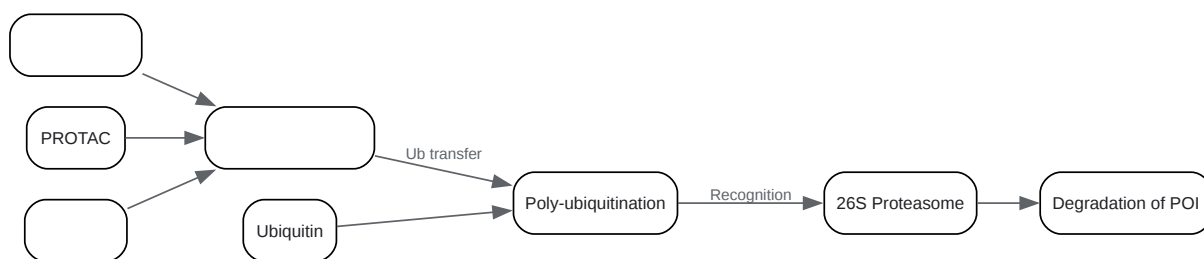 PROTAC
Ub transfer
Ubiquitin
Poly-ubiquitination
Recognition
26S Proteasome
Degradation of POI